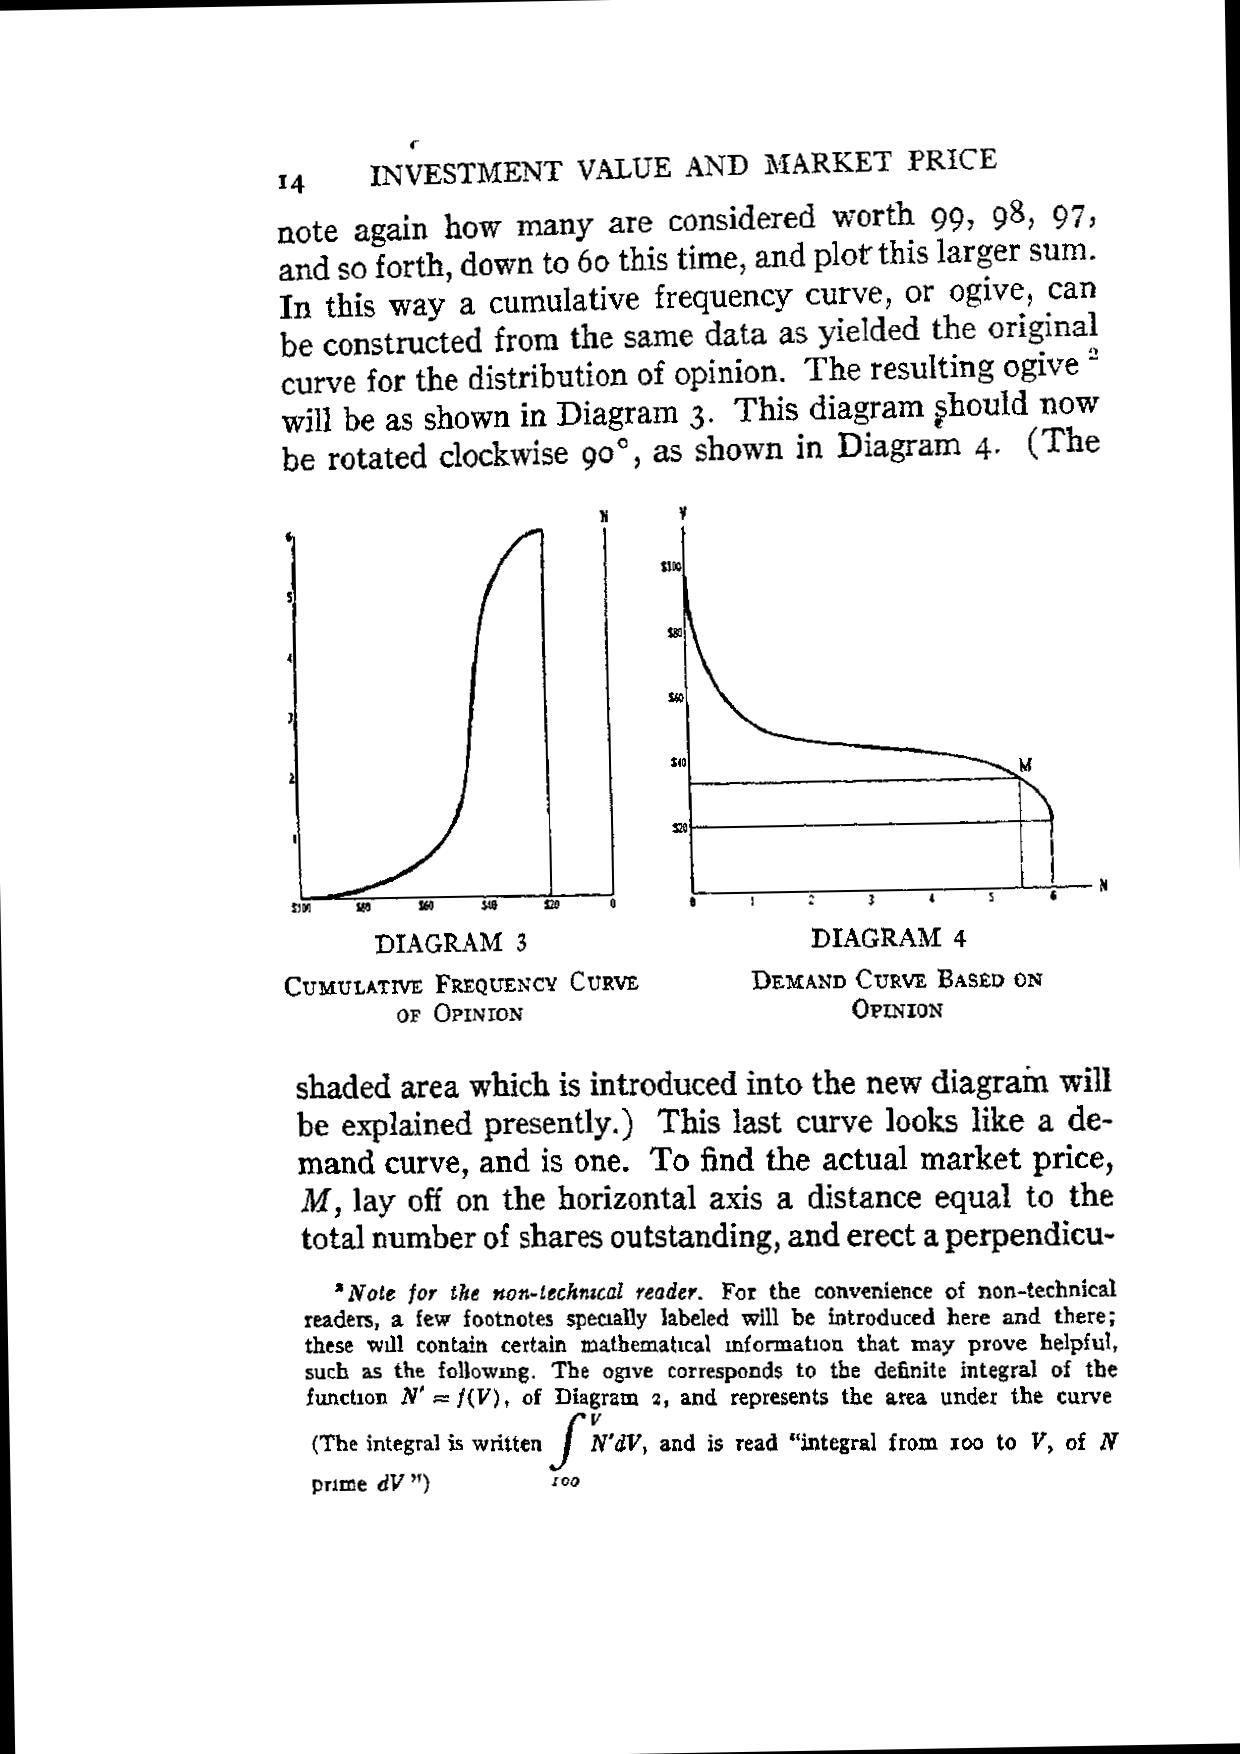 14 INVESTMENT VALUE AND MARKET PRICE
note again how many are considered worth 99, 98, 97,
and so forth, down to 60 this time, and plot this larger sum.
In this way a cumulative frequency curve, or ogive, can
be constructed from the same data as yielded the original
curve for the distribution of opinion. The resulting ogive ²
will be as shown in Diagram 3. This diagram should now
be rotated clockwise 90°, as shown in Diagram 4. (The
N
6
5
4
3
2
1
$100 $80 $60 $40 $20 0
DIAGRAM 3
CUMULATIVE FREQUENCY CURVE
OF OPINION
V
$100
$80
$60
$40
M
$20
N
0 1 2 3 4 5 6
DIAGRAM 4
DEMAND CURVE BASED ON
OPINION
shaded area which is introduced into the new diagram will
be explained presently.) This last curve looks like a de-
mand curve, and is one. To find the actual market price,
M, lay off on the horizontal axis a distance equal to the
total number of shares outstanding, and erect a perpendicu-
² Note for the non-technical reader. For the convenience of non-technical
readers, a few footnotes specially labeled will be introduced here and there;
these will contain certain mathematical information that may prove helpful,
such as the following. The ogive corresponds to the definite integral of the
function N' = f(V), of Diagram 2, and represents the area under the curve
(The integral is written ∫ V 100 N'dV, and is read "integral from 100 to V, of N
prime dV")